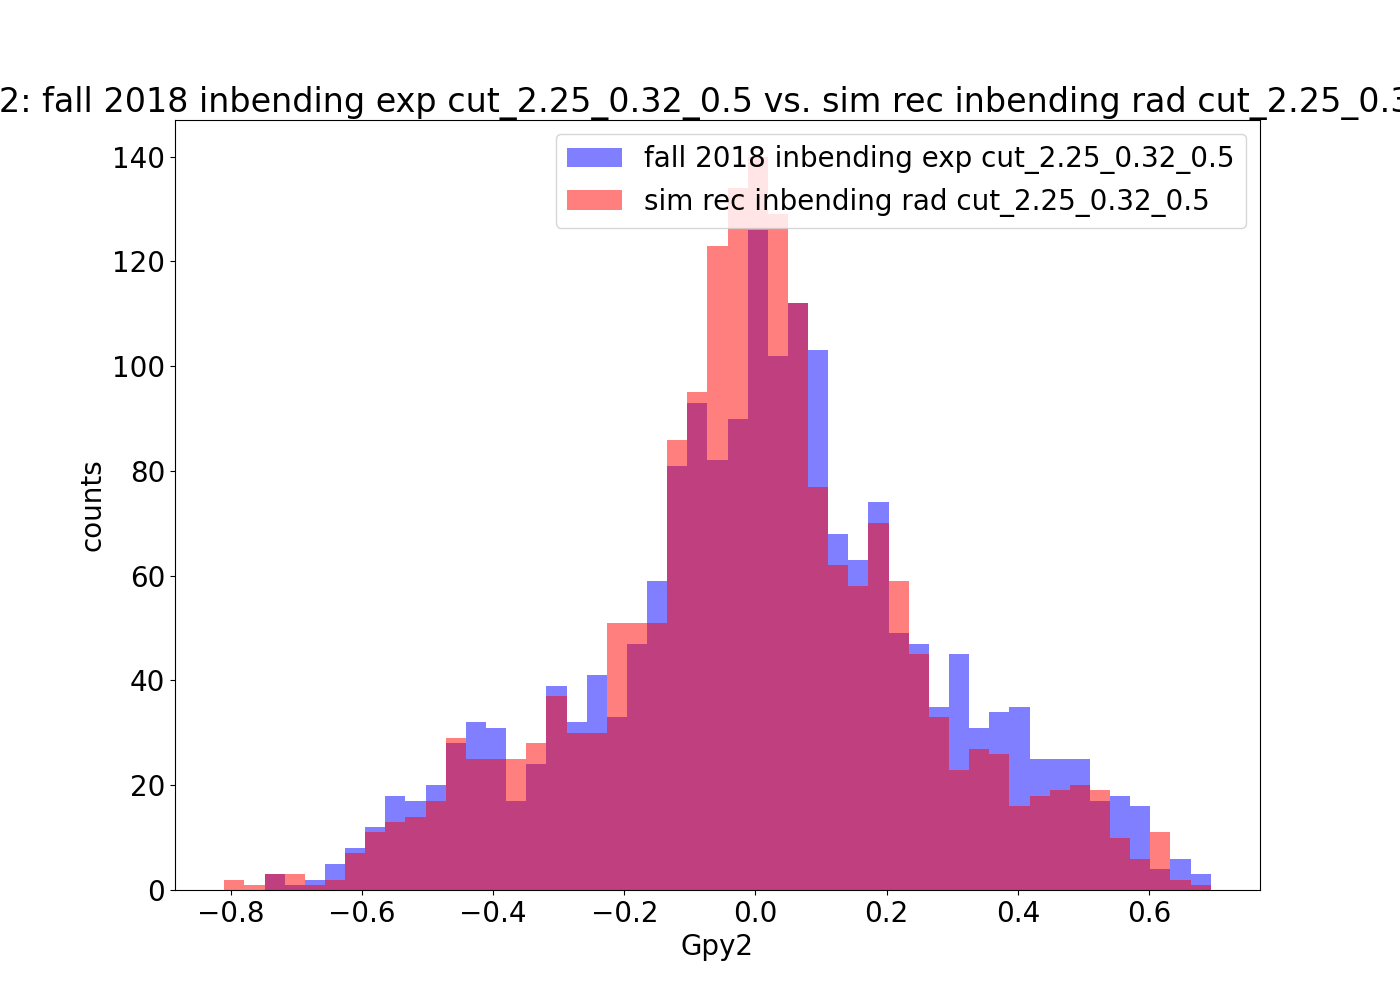 2: fall 2018 inbending exp cut_2.25_0.32_0.5 vs. sim rec inbending rad cut_2.25_0.3
fall 2018 inbending exp cut_2.25_0.32_0.5
sim rec inbending rad cut_2.25_0.32_0.5
140
120
100
80
60
40
20
0
counts
−0.8 −0.6 −0.4 −0.2 0.0 0.2 0.4 0.6
Gpy2